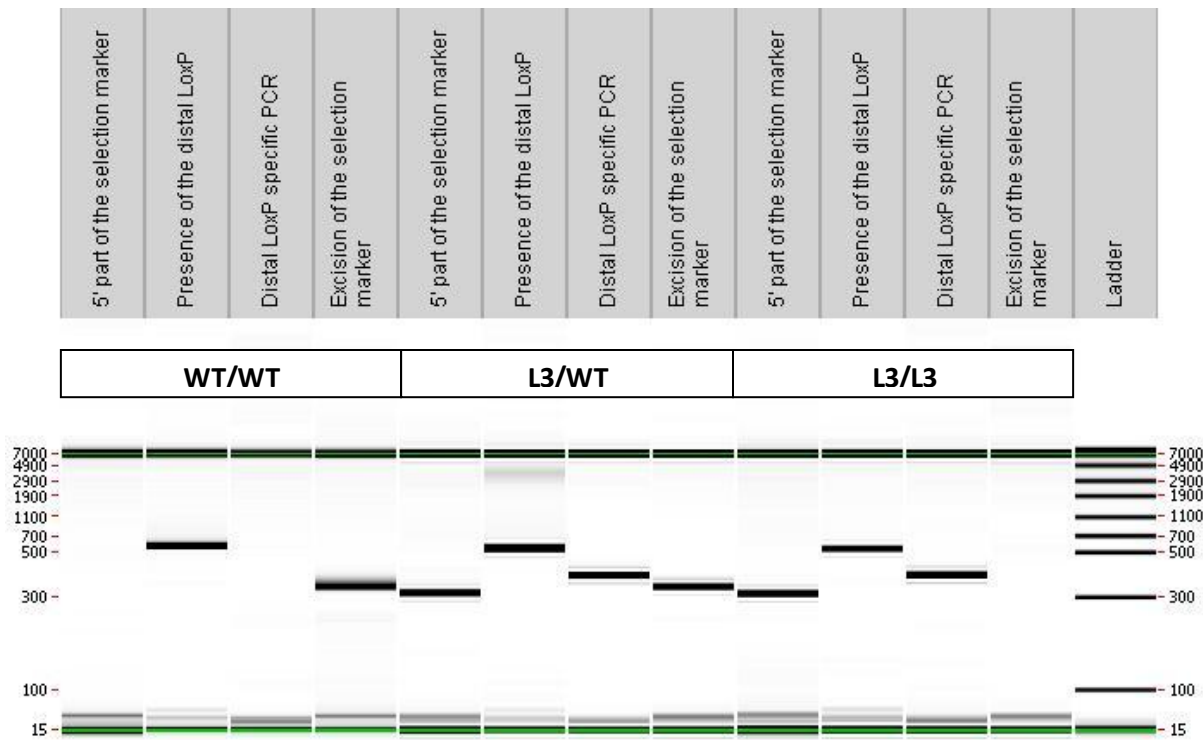 5' part of the selection marker
Presence of the distal LoxP
Distal LoxP specific PCR
Excision of the selection
marker
5' part of the selection marker
Presence of the distal LoxP
Distal LoxP specific PCR
Excision of the selection
marker
5' part of the selection marker
Presence of the distal LoxP
Distal LoxP specific PCR
Excision of the selection
marker
Ladder
WT/WT L3/WT L3/L3
7000 7000
4900 4900
2900 2900
1900 1900
1100 1100
700 700
500 500
300 300
100 100
15 15